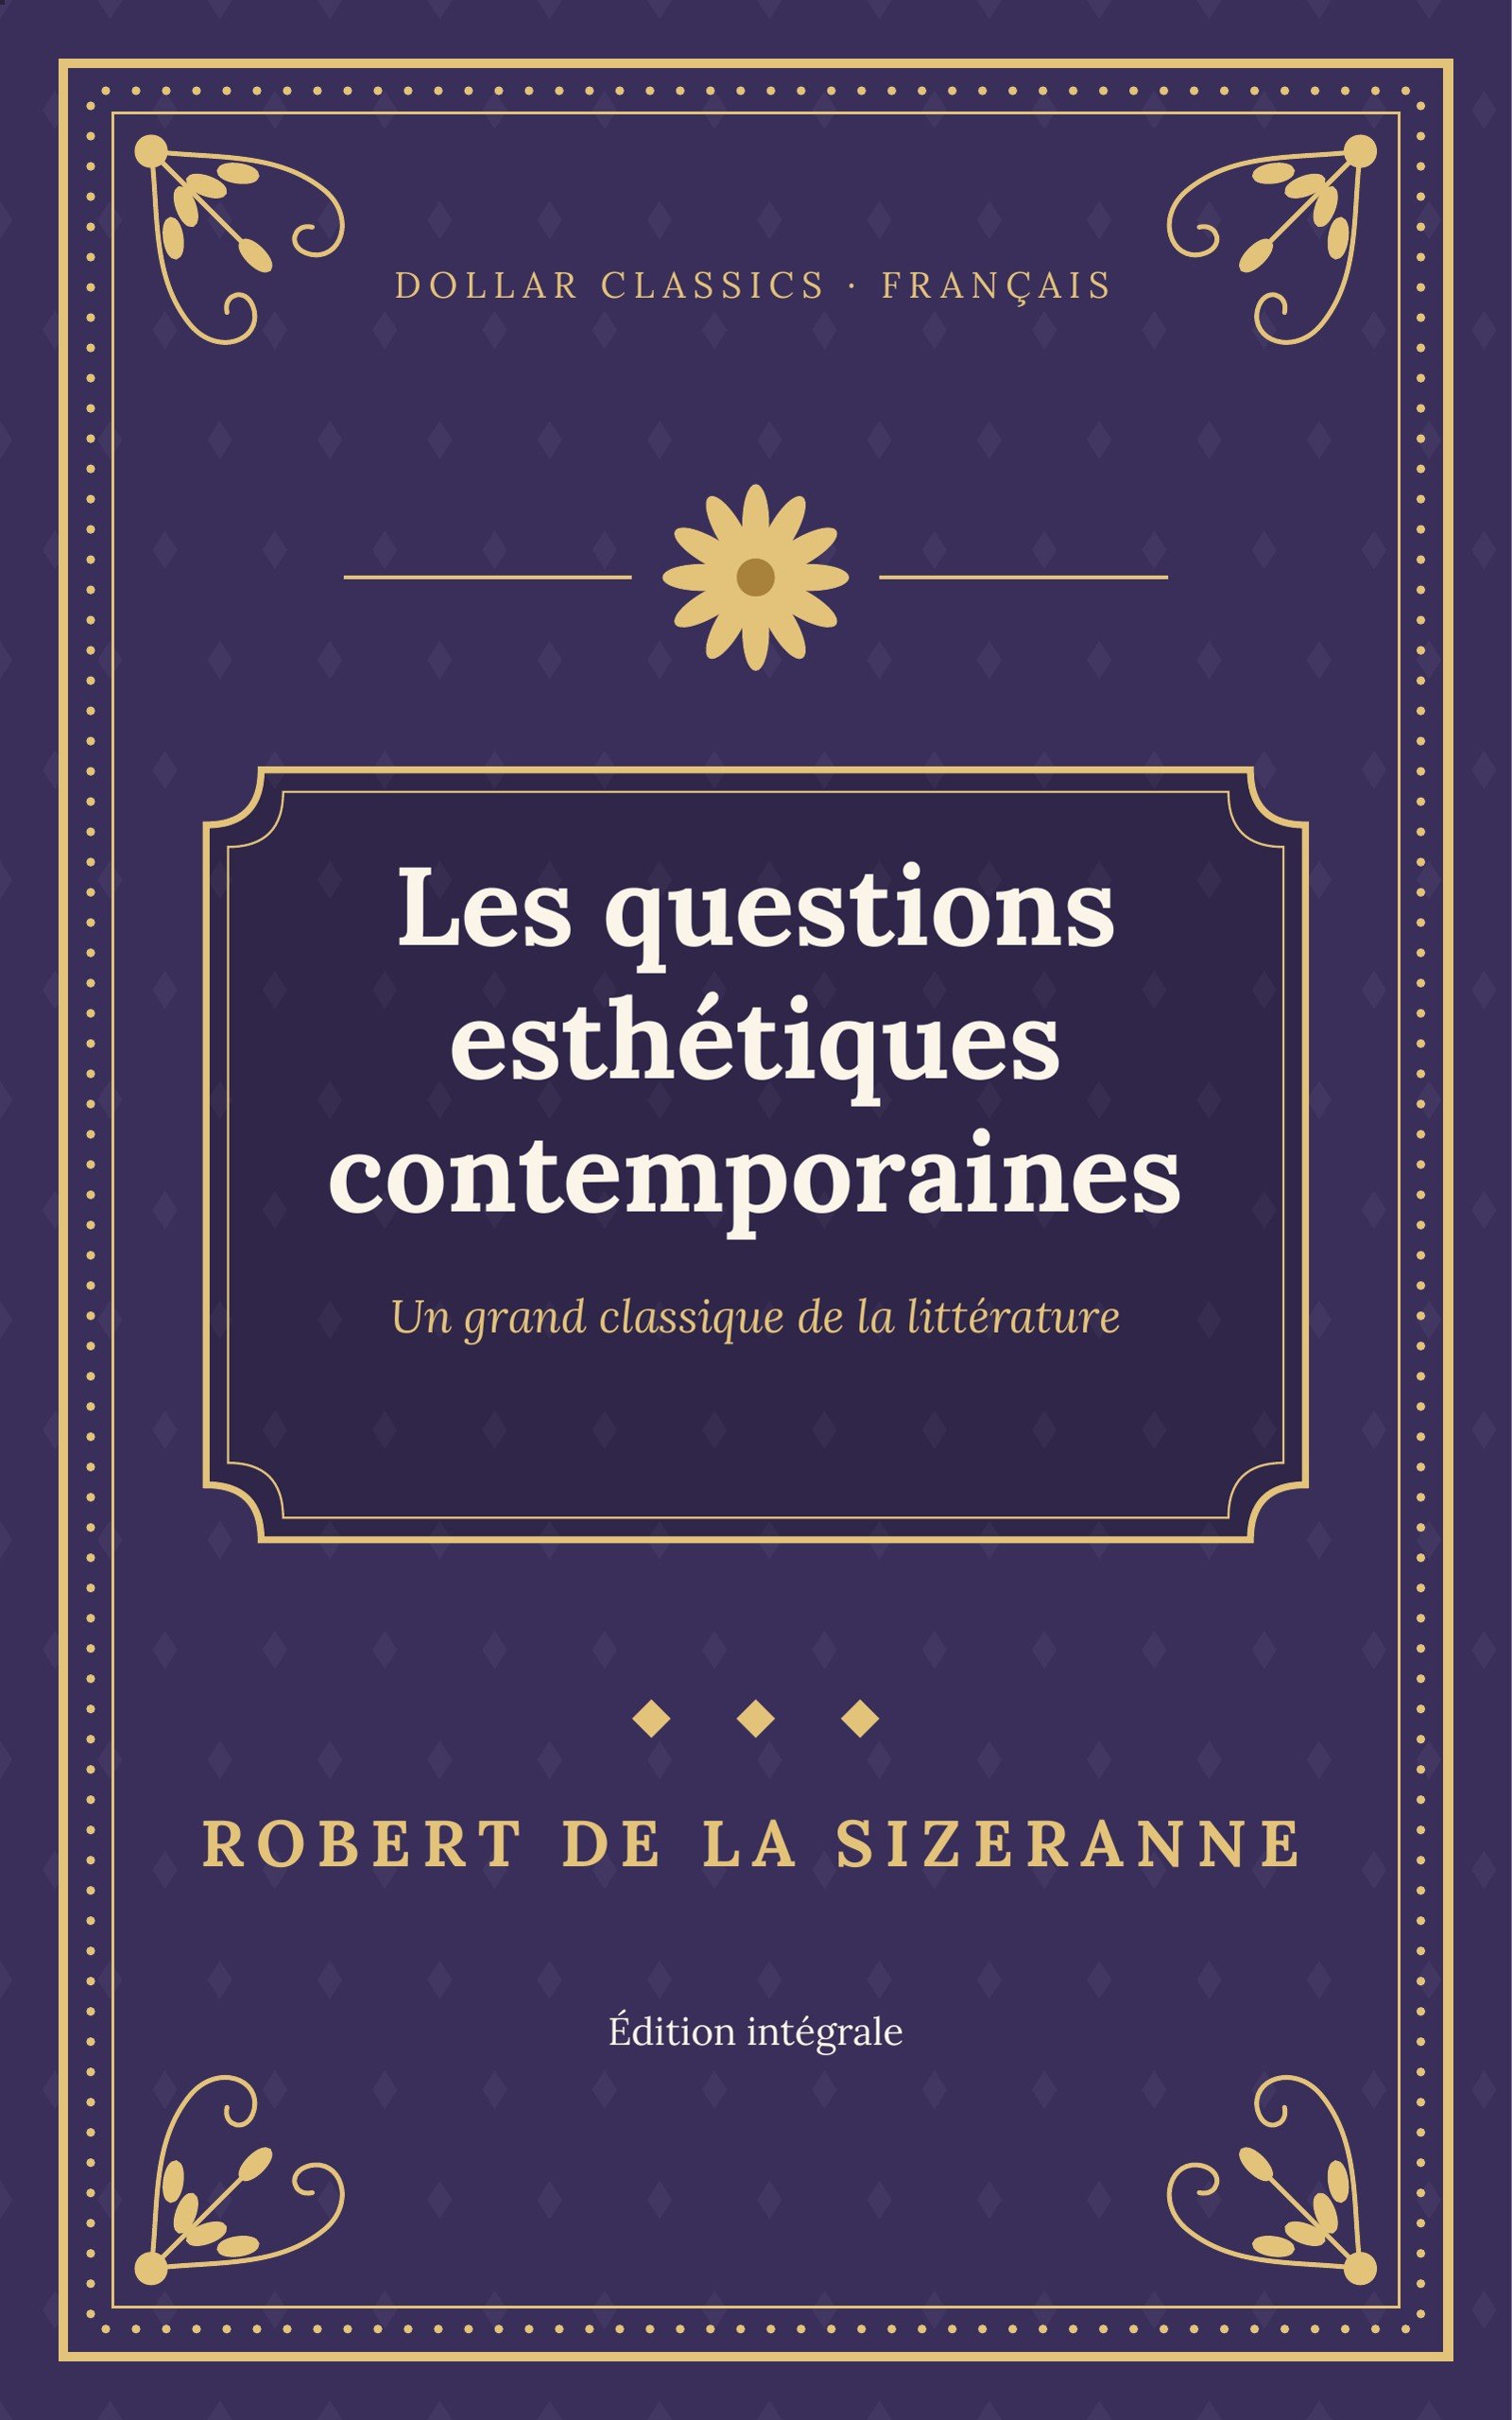 DOLLAR CLASSICS · FRANÇAIS
Les questions
esthétiques
contemporaines
Un grand classique de la littérature
ROBERT DE LA SIZERANNE
Édition intégrale